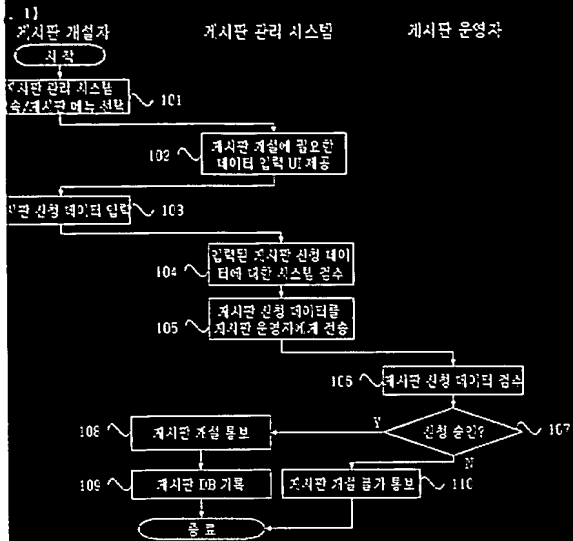 . 1]
게시판 개설자 게시판 관리 시스템 게시판 운영자
시 작
게시판 관리 시스템
속/게시판 메뉴 선택
101
102
게시판 개설에 필요한
데이터 입력 UI 제공
시판 신청 데이터 입력
103
104
입력된 게시판 신청 데이
터에 대한 시스템 검수
105
게시판 신청 데이터를
게시판 운영자에게 전송
106
게시판 신청 데이터 검수
신청 승인?
107
Y
N
108
게시판 개설 통보
109
게시판 DB 기록
게시판 개설 불가 통보
110
종 료